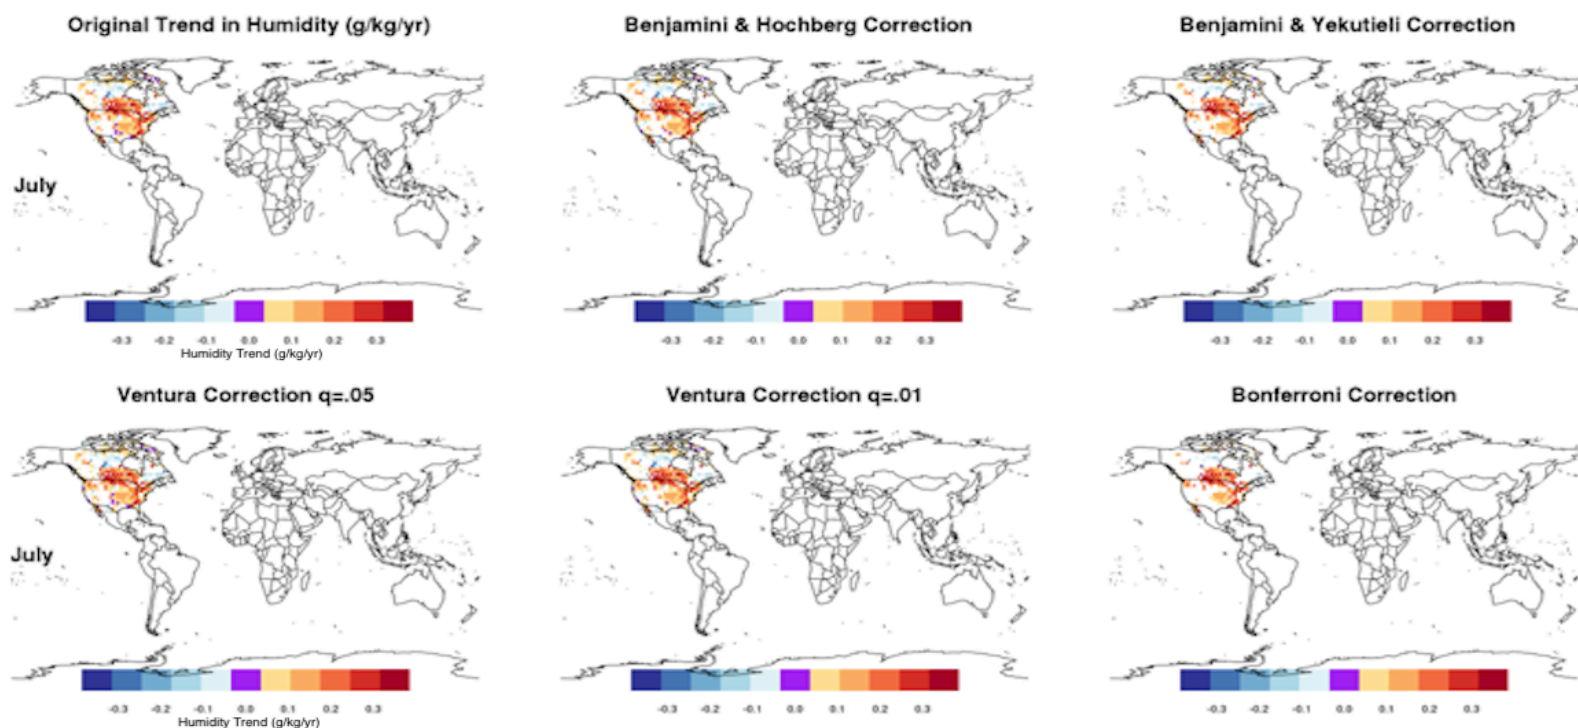 Original Trend in Humidity (g/kg/yr)
Benjamini & Hochberg Correction
Benjamini & Yekutieli Correction
July
-0.3 -0.2 -0.1 0.0 0.1 0.2 0.3
Humidity Trend (g/kg/yr)
-0.3 -0.2 -0.1 0.0 0.1 0.2 0.3
-0.3 -0.2 -0.1 0.0 0.1 0.2 0.3
Ventura Correction q=.05
Ventura Correction q=.01
Bonferroni Correction
July
-0.3 -0.2 -0.1 0.0 0.1 0.2 0.3
Humidity Trend (g/kg/yr)
-0.3 -0.2 -0.1 0.0 0.1 0.2 0.3
-0.3 -0.2 -0.1 0.0 0.1 0.2 0.3